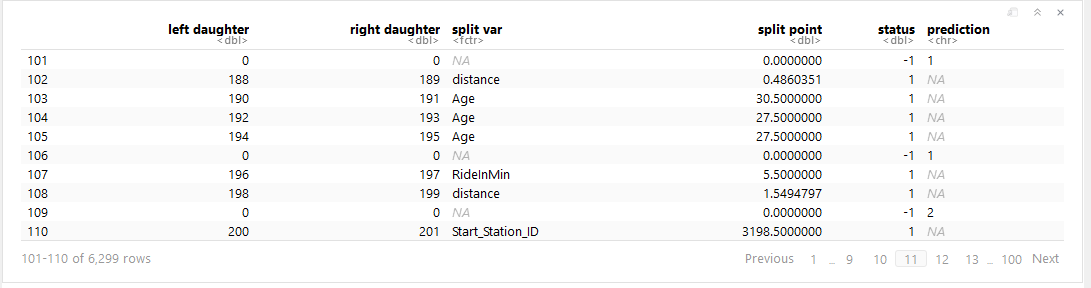 left daughter right daughter split var split point status prediction
<dbl> <dbl> <fctr> <dbl> <dbl> <chr>
101 0 0 NA 0.0000000 -1 1
102 188 189 distance 0.4860351 1 NA
103 190 191 Age 30.5000000 1 NA
104 192 193 Age 27.5000000 1 NA
105 194 195 Age 27.5000000 1 NA
106 0 0 NA 0.0000000 -1 1
107 196 197 RideInMin 5.5000000 1 NA
108 198 199 distance 1.5494797 1 NA
109 0 0 NA 0.0000000 -1 2
110 200 201 Start_Station_ID 3198.5000000 1 NA
101-110 of 6,299 rows Previous 1 ... 9 10 11 12 13 ... 100 Next